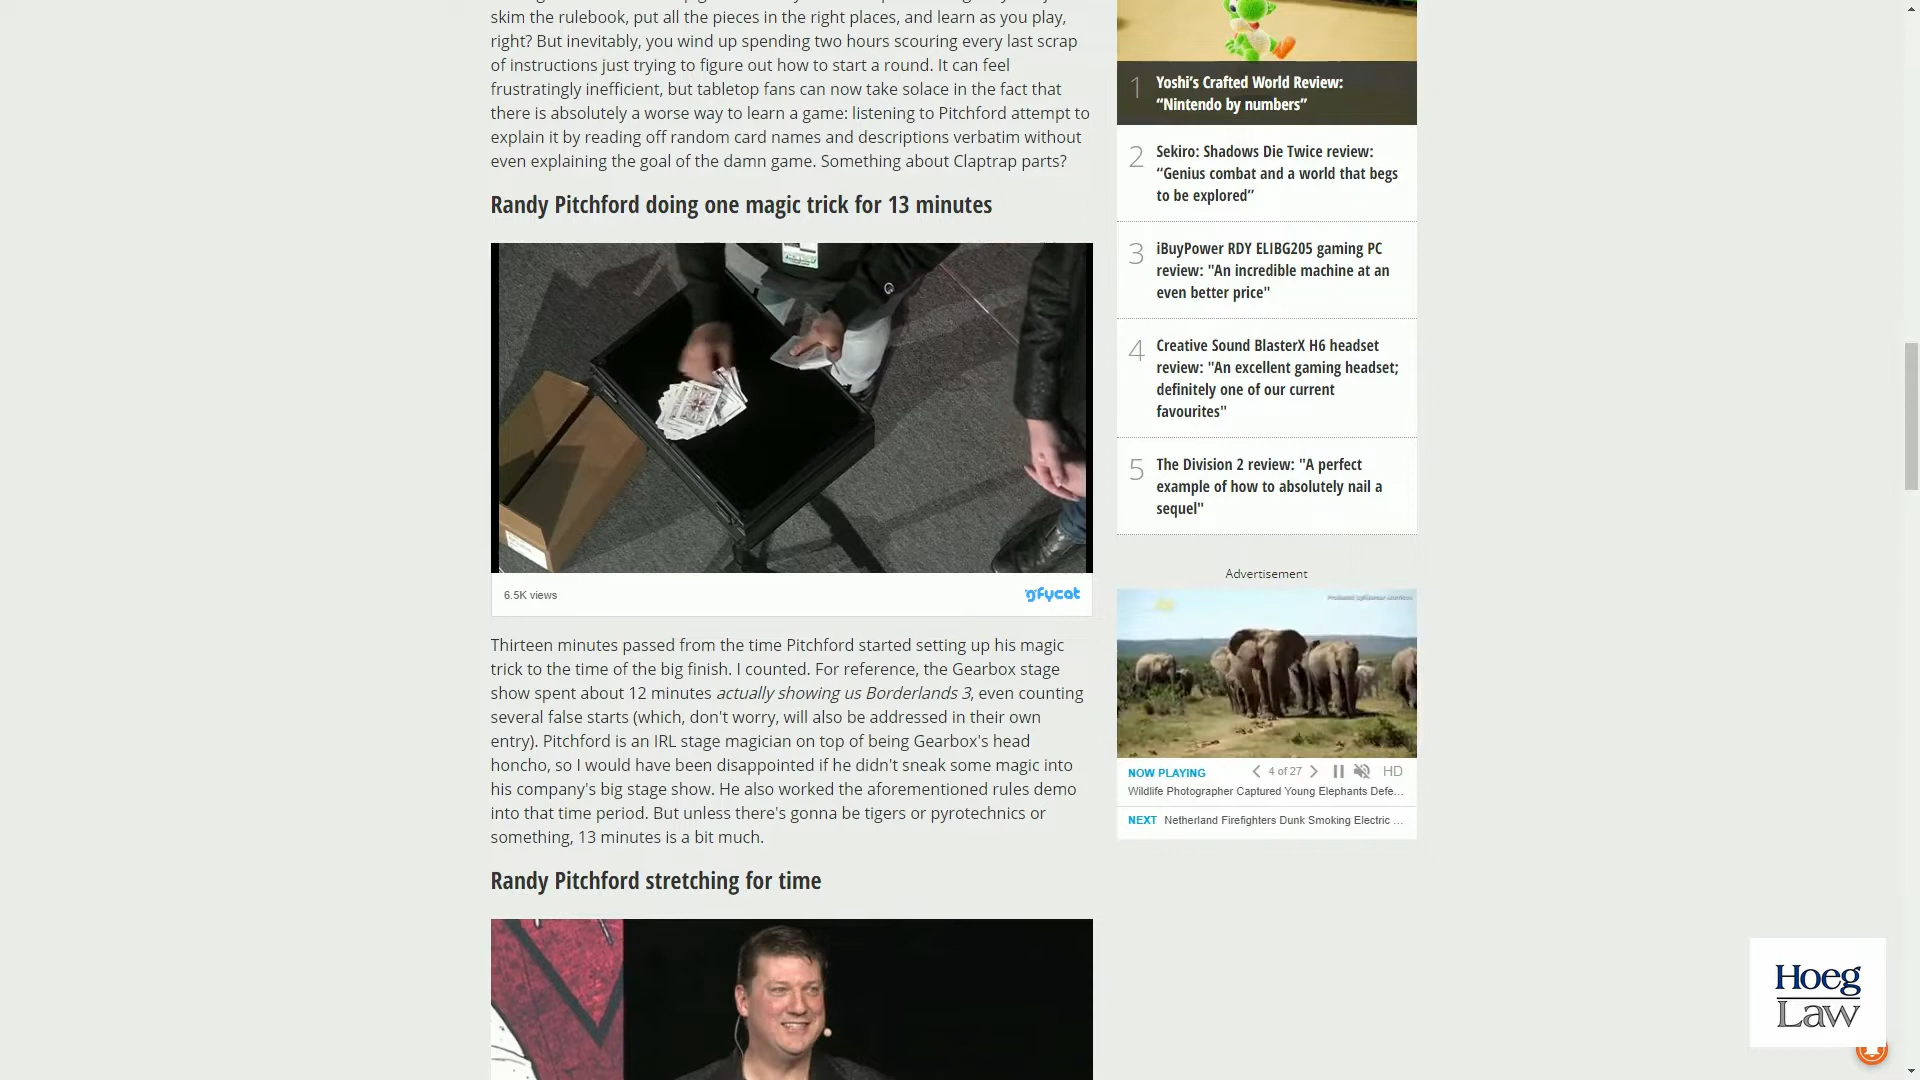 skim the rulebook, put all the pieces in the right places, and learn as you play,
right? But inevitably, you wind up spending two hours scouring every last scrap
of instructions just trying to figure out how to start a round. It can feel
frustratingly inefficient, but tabletop fans can now take solace in the fact that
there is absolutely a worse way to learn a game: listening to Pitchford attempt to
explain it by reading off random card names and descriptions verbatim without
even explaining the goal of the damn game. Something about Claptrap parts?
Randy Pitchford doing one magic trick for 13 minutes
6.5K views
gfycat
Thirteen minutes passed from the time Pitchford started setting up his magic
trick to the time of the big finish. I counted. For reference, the Gearbox stage
show spent about 12 minutes actually showing us Borderlands 3, even counting
several false starts (which, don't worry, will also be addressed in their own
entry). Pitchford is an IRL stage magician on top of being Gearbox's head
honcho, so I would have been disappointed if he didn't sneak some magic into
his company's big stage show. He also worked the aforementioned rules demo
into that time period. But unless there's gonna be tigers or pyrotechnics or
something, 13 minutes is a bit much.
Randy Pitchford stretching for time
1 Yoshi's Crafted World Review:
“Nintendo by numbers”
2 Sekiro: Shadows Die Twice review:
“Genius combat and a world that begs
to be explored”
3 iBuyPower RDY ELIBG205 gaming PC
review: "An incredible machine at an
even better price"
4 Creative Sound BlasterX H6 headset
review: "An excellent gaming headset;
definitely one of our current
favourites"
5 The Division 2 review: "A perfect
example of how to absolutely nail a
sequel"
Advertisement
NOW PLAYING 4 of 27 HD
Wildlife Photographer Captured Young Elephants Defe...
NEXT Netherland Firefighters Dunk Smoking Electric ...
Hoeg
Law